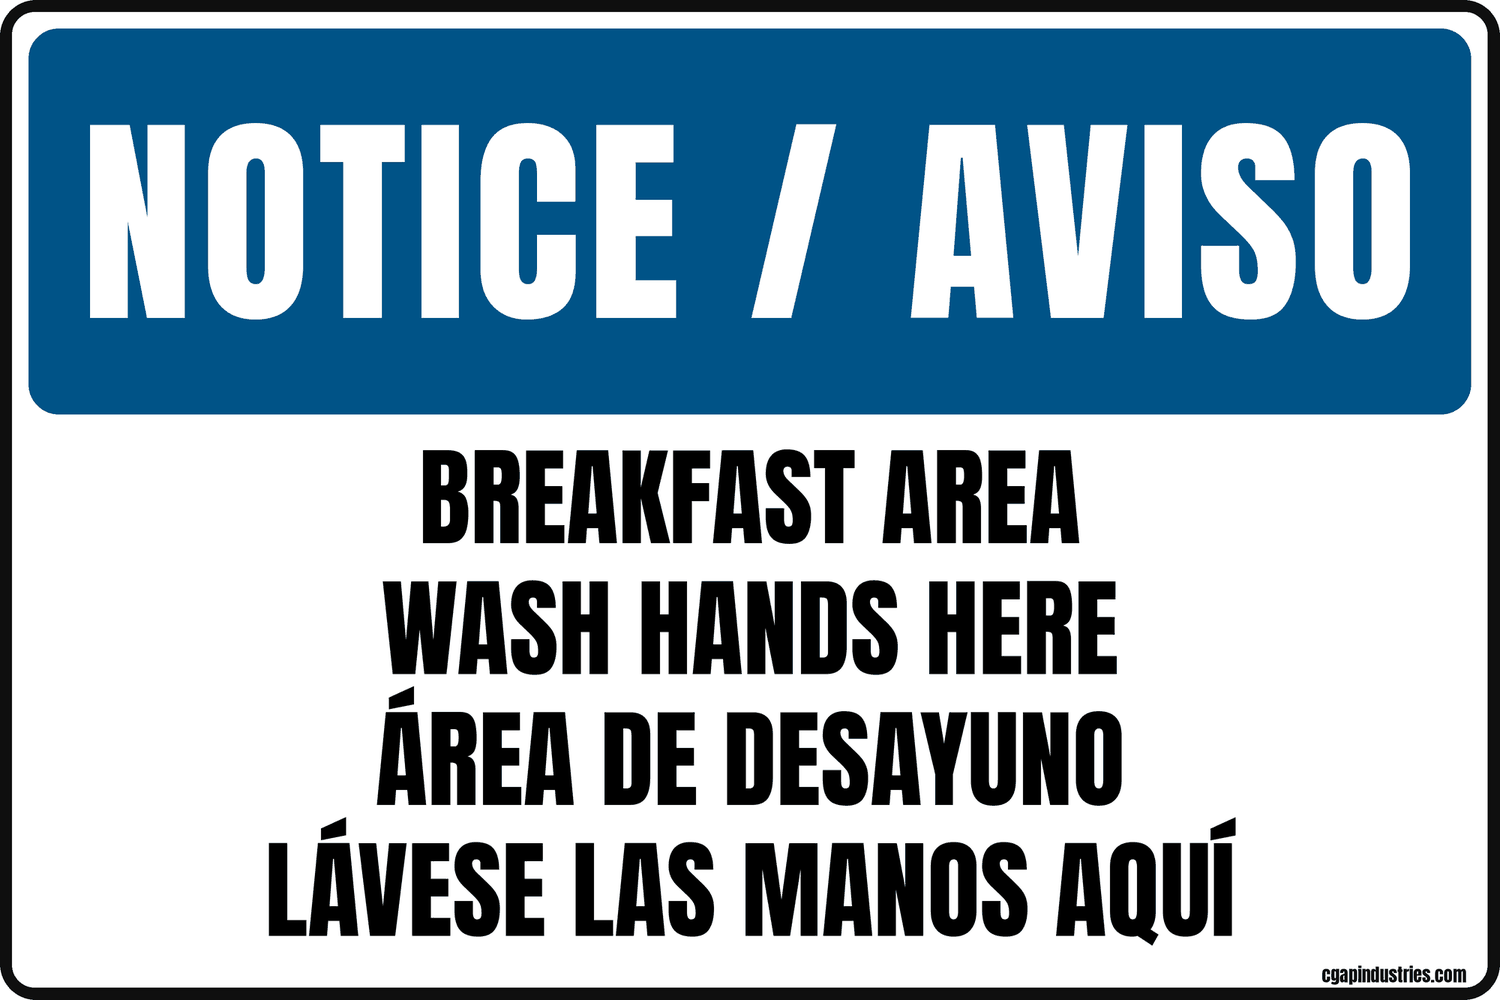 NOTICE / AVISO
BREAKFAST AREA
WASH HANDS HERE
ÁREA DE DESAYUNO
LÁVESE LAS MANOS AQUÍ
cgapindustries.com